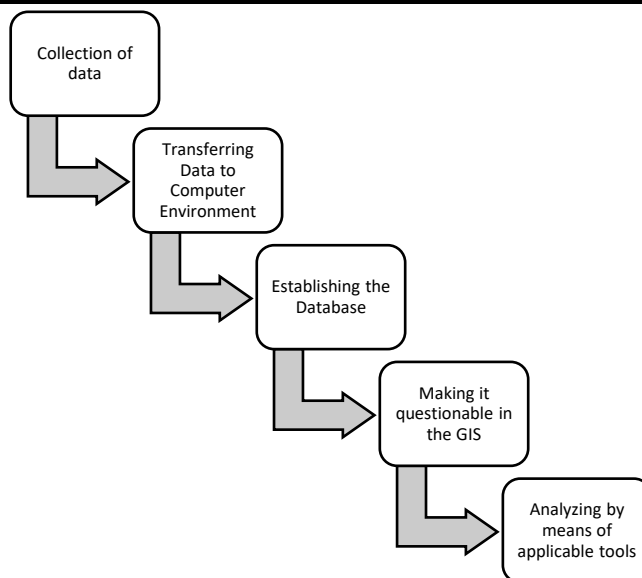 Collection of
data
Transferring
Data to
Computer
Environment
Establishing the
Database
Making it
questionable in
the GIS
Analyzing by
means of
applicable tools